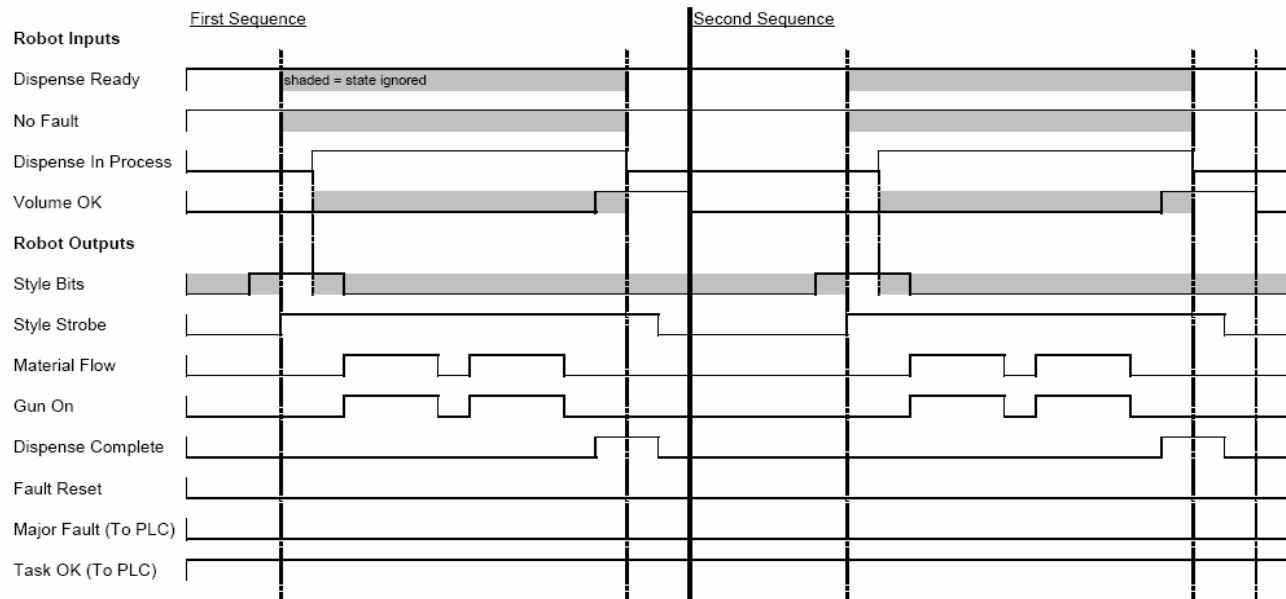 First Sequence
Second Sequence
Robot Inputs
Dispense Ready
shaded = state ignored
No Fault
Dispense In Process
Volume OK
Robot Outputs
Style Bits
Style Strobe
Material Flow
Gun On
Dispense Complete
Fault Reset
Major Fault (To PLC)
Task OK (To PLC)